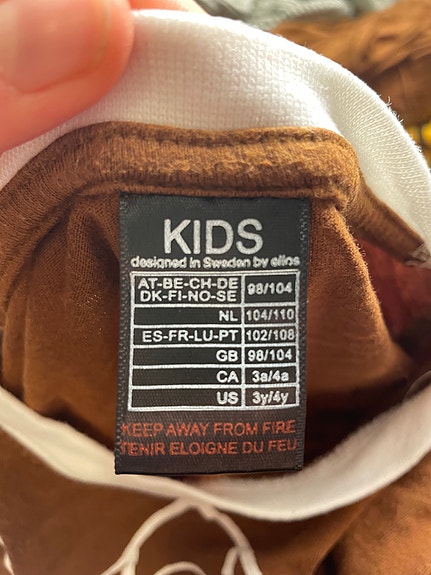 KIDS
designed in Sweden by ellos
AT-BE-CH-DE
DK-FI-NO-SE 98/104
NL 104/110
ES-FR-LU-PT 102/108
GB 98/104
CA 3a/4a
US 3y/4y
KEEP AWAY FROM FIRE
TENIR ELOIGNE DU FEU